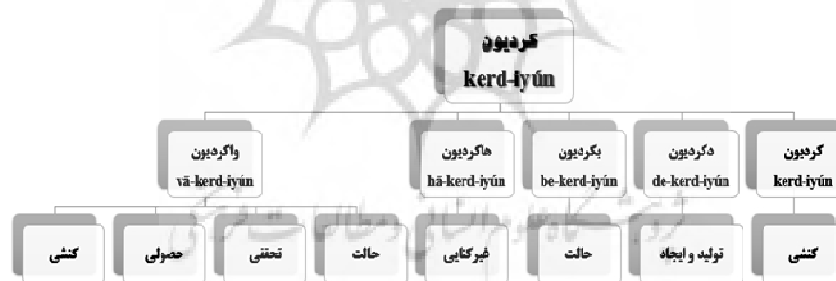 کردیون
kerd-iyún
کردیون
kerd-iyún
دکردیون
de-kerd-iyún
بکردیون
be-kerd-iyún
هاکردیون
hā-kerd-iyún
واکردیون
vā-kerd-iyún
کنشی
تولید و ایجاد
حالت
غیرکنایی
حالت
تحققی
حصولی
کنشی